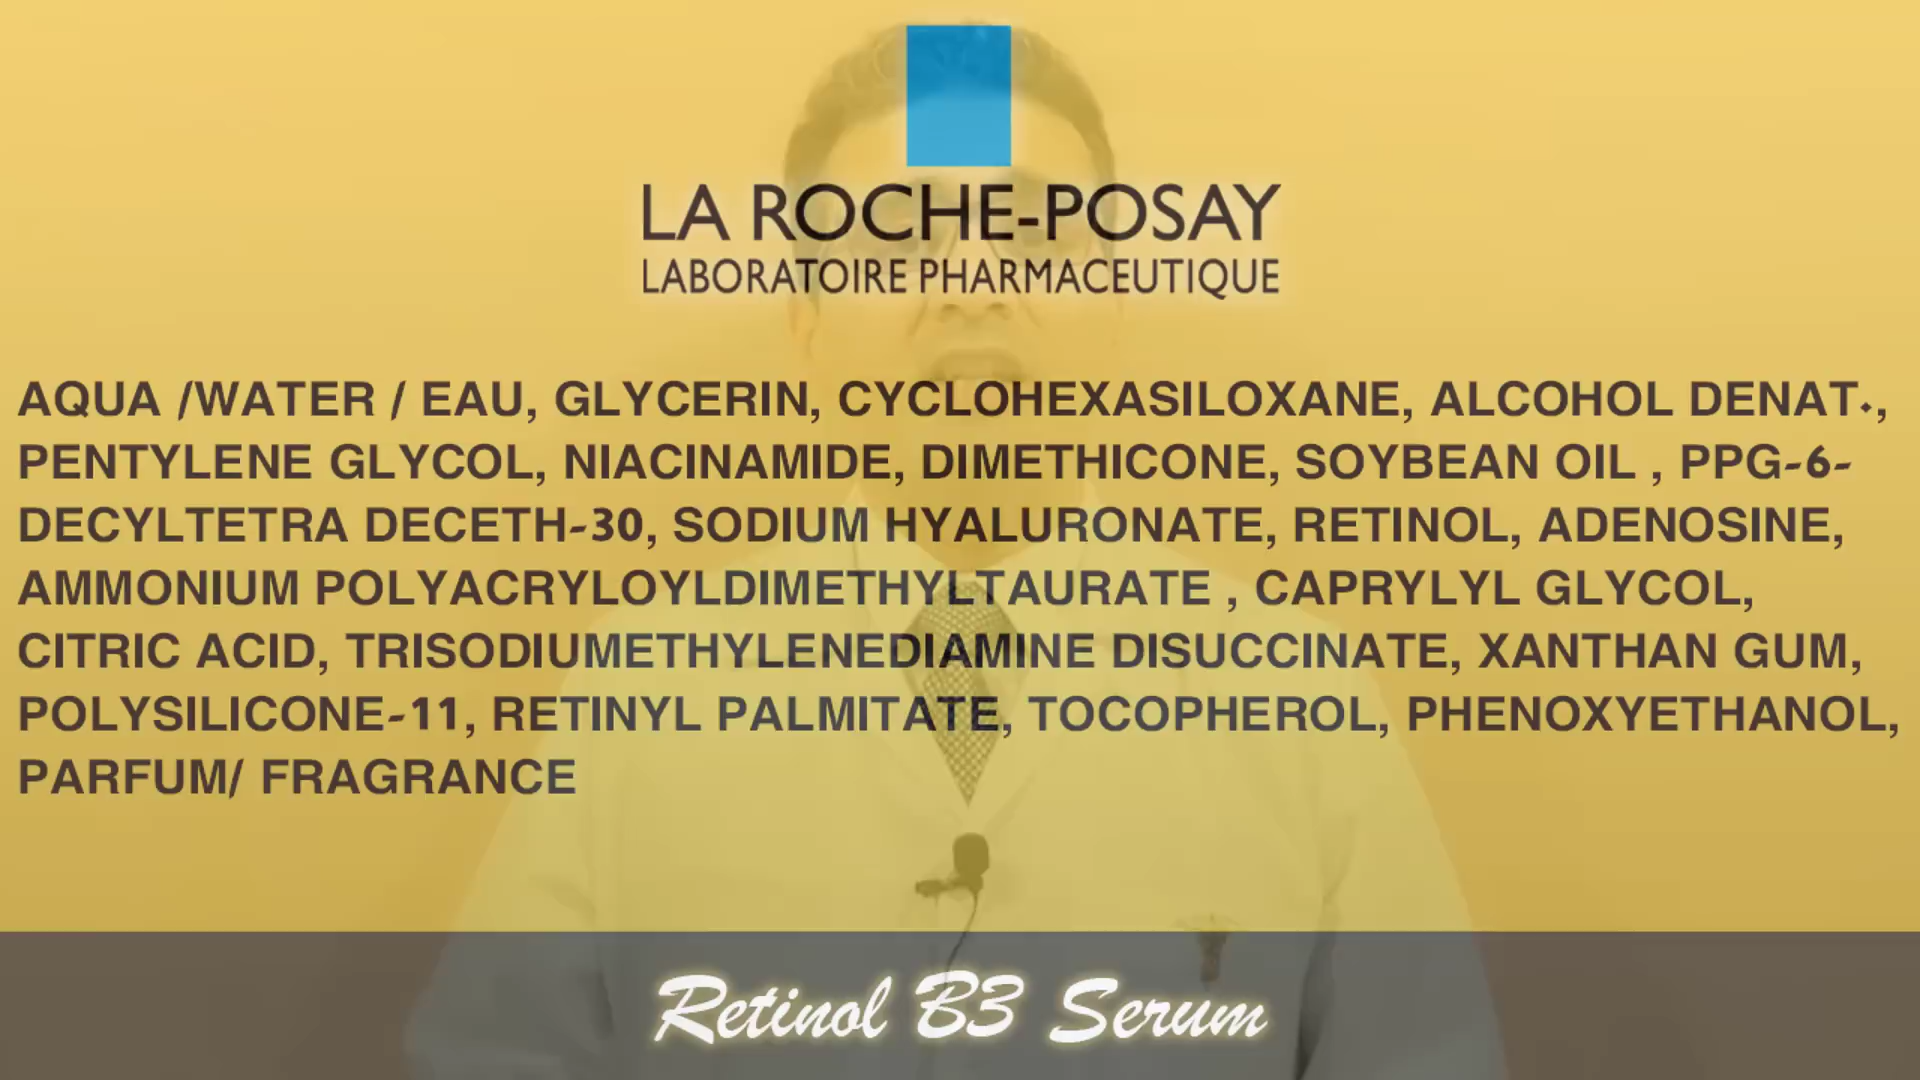 LA ROCHE-POSAY
LABORATOIRE PHARMACEUTIQUE
AQUA /WATER / EAU, GLYCERIN, CYCLOHEXASILOXANE, ALCOHOL DENAT.,
PENTYLENE GLYCOL, NIACINAMIDE, DIMETHICONE, SOYBEAN OIL , PPG-6-
DECYLTETRA DECETH-30, SODIUM HYALURONATE, RETINOL, ADENOSINE,
AMMONIUM POLYACRYLOYLDIMETHYLTAURATE , CAPRYLYL GLYCOL,
CITRIC ACID, TRISODIUMETHYLENEDIAMINE DISUCCINATE, XANTHAN GUM,
POLYSILICONE-11, RETINYL PALMITATE, TOCOPHEROL, PHENOXYETHANOL,
PARFUM/ FRAGRANCE
Retinol B3 Serum